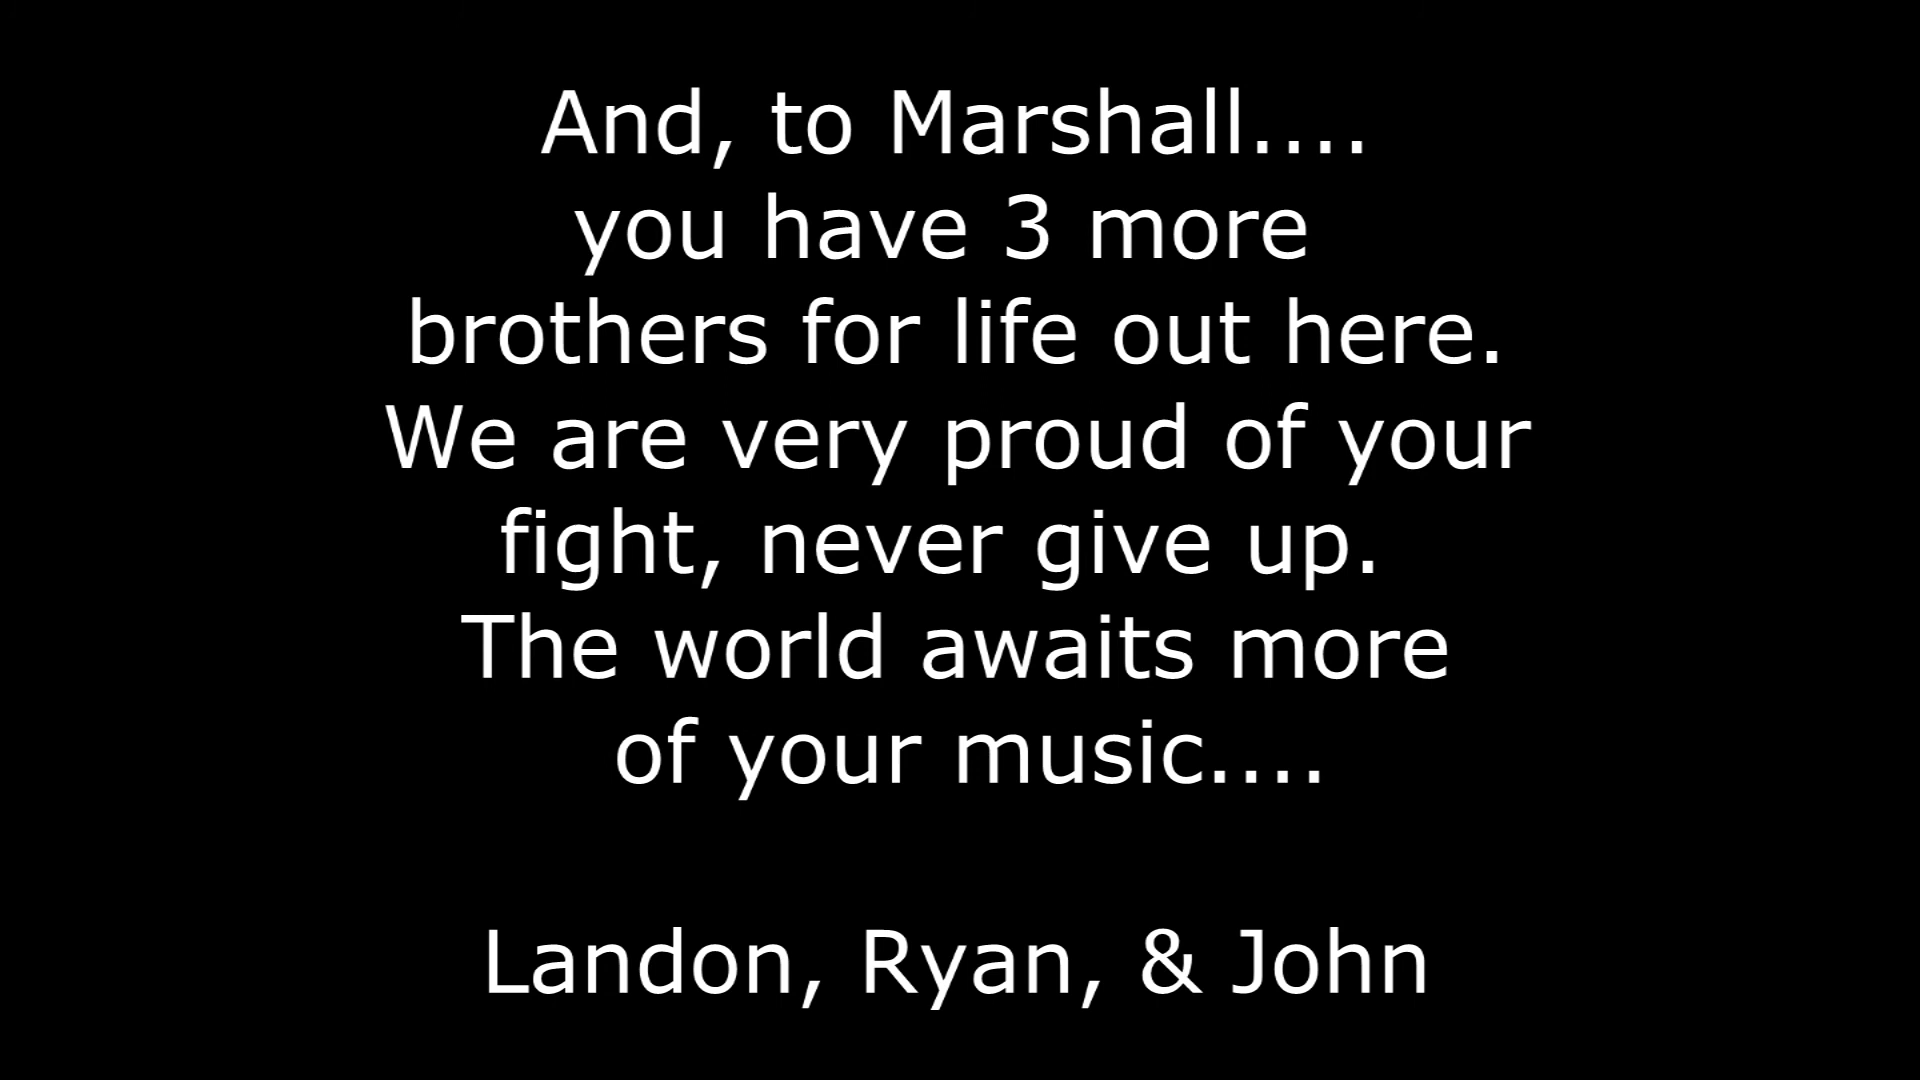 And, to Marshall....
you have 3 more
brothers for life out here.
We are very proud of your
fight, never give up.
The world awaits more
of your music....
Landon, Ryan, & John